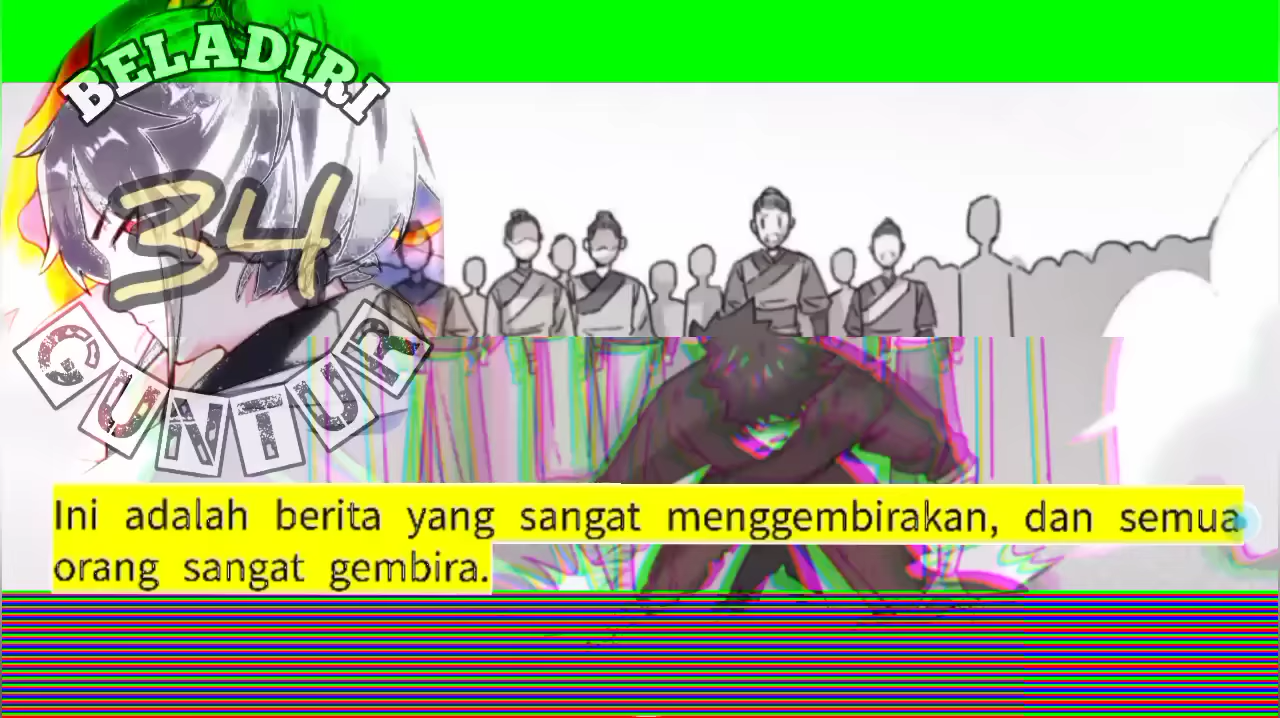 BELADIRI
34
GUNTUR
Ini adalah berita yang sangat menggembirakan, dan semua
orang sangat gembira.